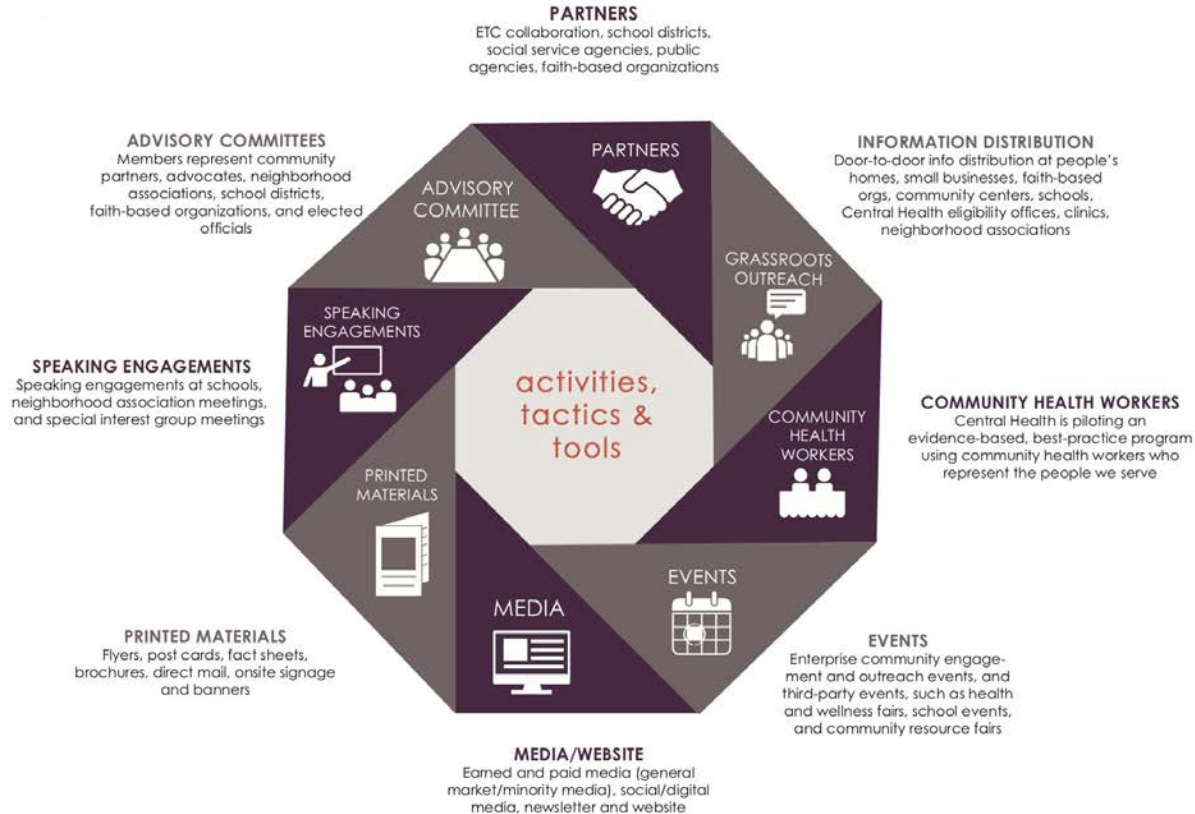 PARTNERS
ETC collaboration, school districts,
social service agencies, public
agencies, faith-based organizations
ADVISORY COMMITTEES
Members represent community
partners, advocates, neighborhood
associations, school districts,
faith-based organizations, and elected
officials
INFORMATION DISTRIBUTION
Door-to-door info distribution at people's
homes, small businesses, faith-based
orgs, community centers, schools,
Central Health eligibility offices, clinics,
neighborhood associations
PARTNERS
ADVISORY
COMMITTEE
GRASSROOTS
OUTREACH
SPEAKING
ENGAGEMENTS
SPEAKING ENGAGEMENTS
Speaking engagements at schools,
neighborhood association meetings,
and special interest group meetings
activities,
tactics &
tools
COMMUNITY
HEALTH
WORKERS
COMMUNITY HEALTH WORKERS
Central Health is piloting an
evidence-based, best-practice program
using community health workers who
represent the people we serve
PRINTED
MATERIALS
EVENTS
MEDIA
PRINTED MATERIALS
Flyers, post cards, fact sheets,
brochures, direct mail, onsite signage
and banners
EVENTS
Enterprise community engage-
ment and outreach events, and
third-party events, such as health
and wellness fairs, school events,
and community resource fairs
MEDIA/WEBSITE
Earned and paid media (general
market/minority media), social/digital
media, newsletter and website